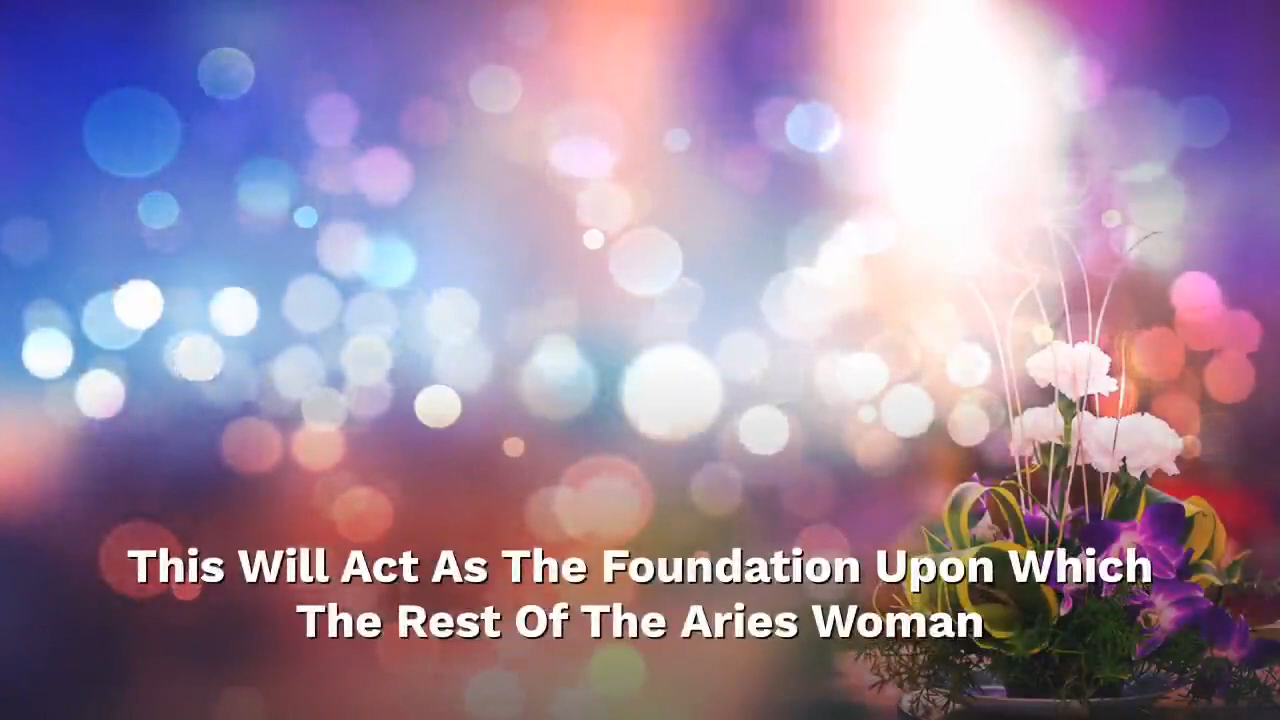 This Will Act As The Foundation Upon Which
The Rest Of The Aries Woman